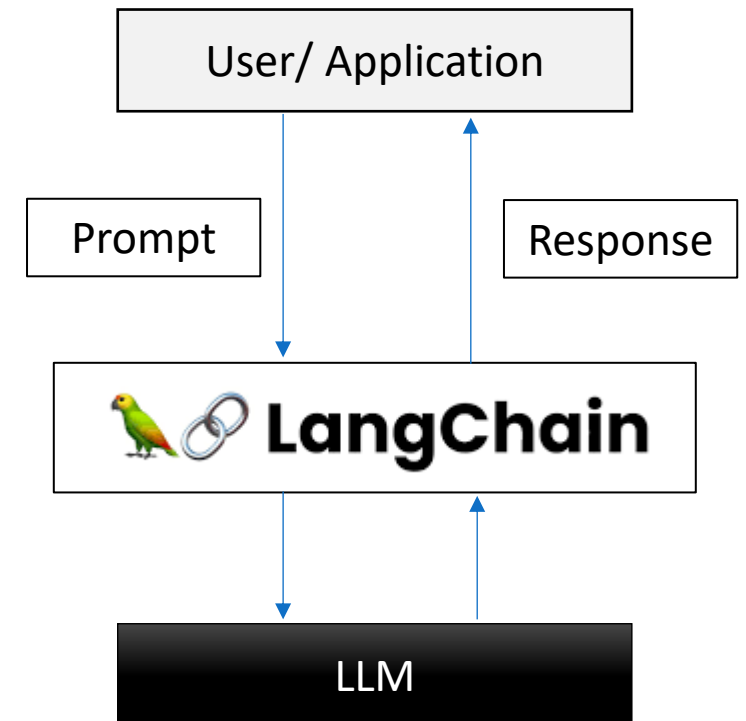 User/ Application
Prompt
Response
LangChain
LLM